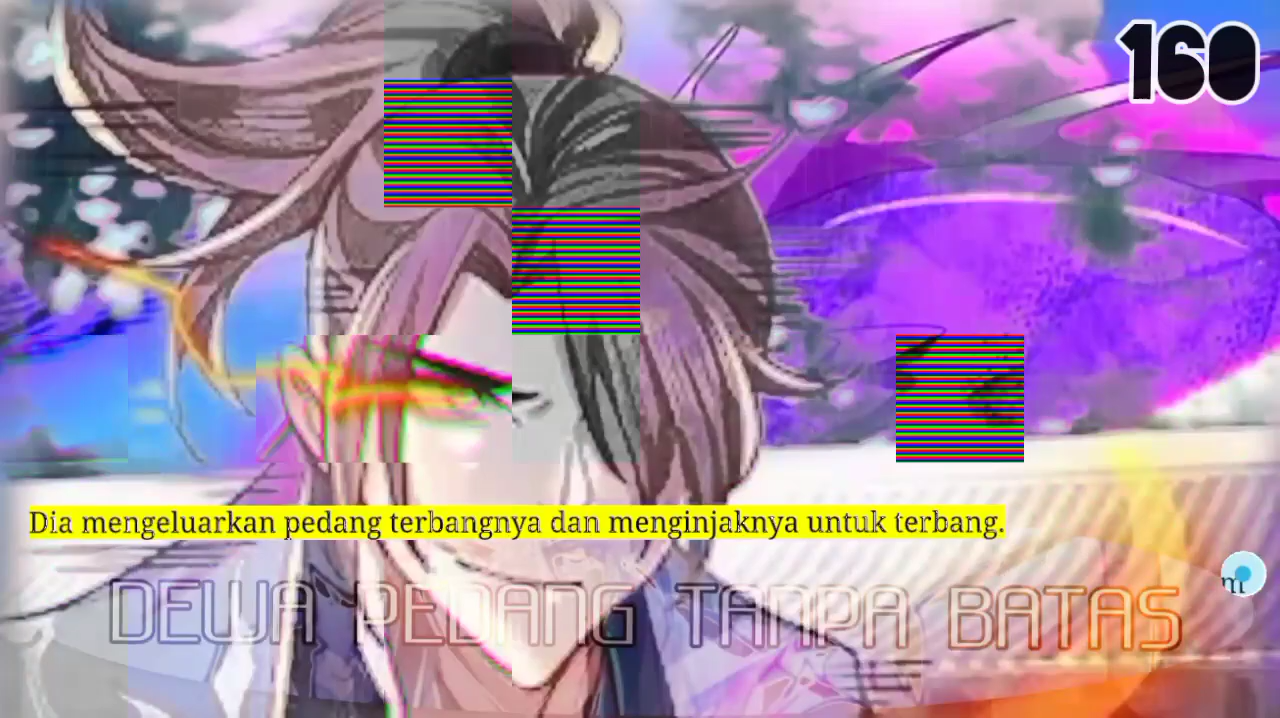 160
Dia mengeluarkan pedang terbangnya dan menginjaknya untuk terbang.
DEWA PEDANG TANPA BATAS